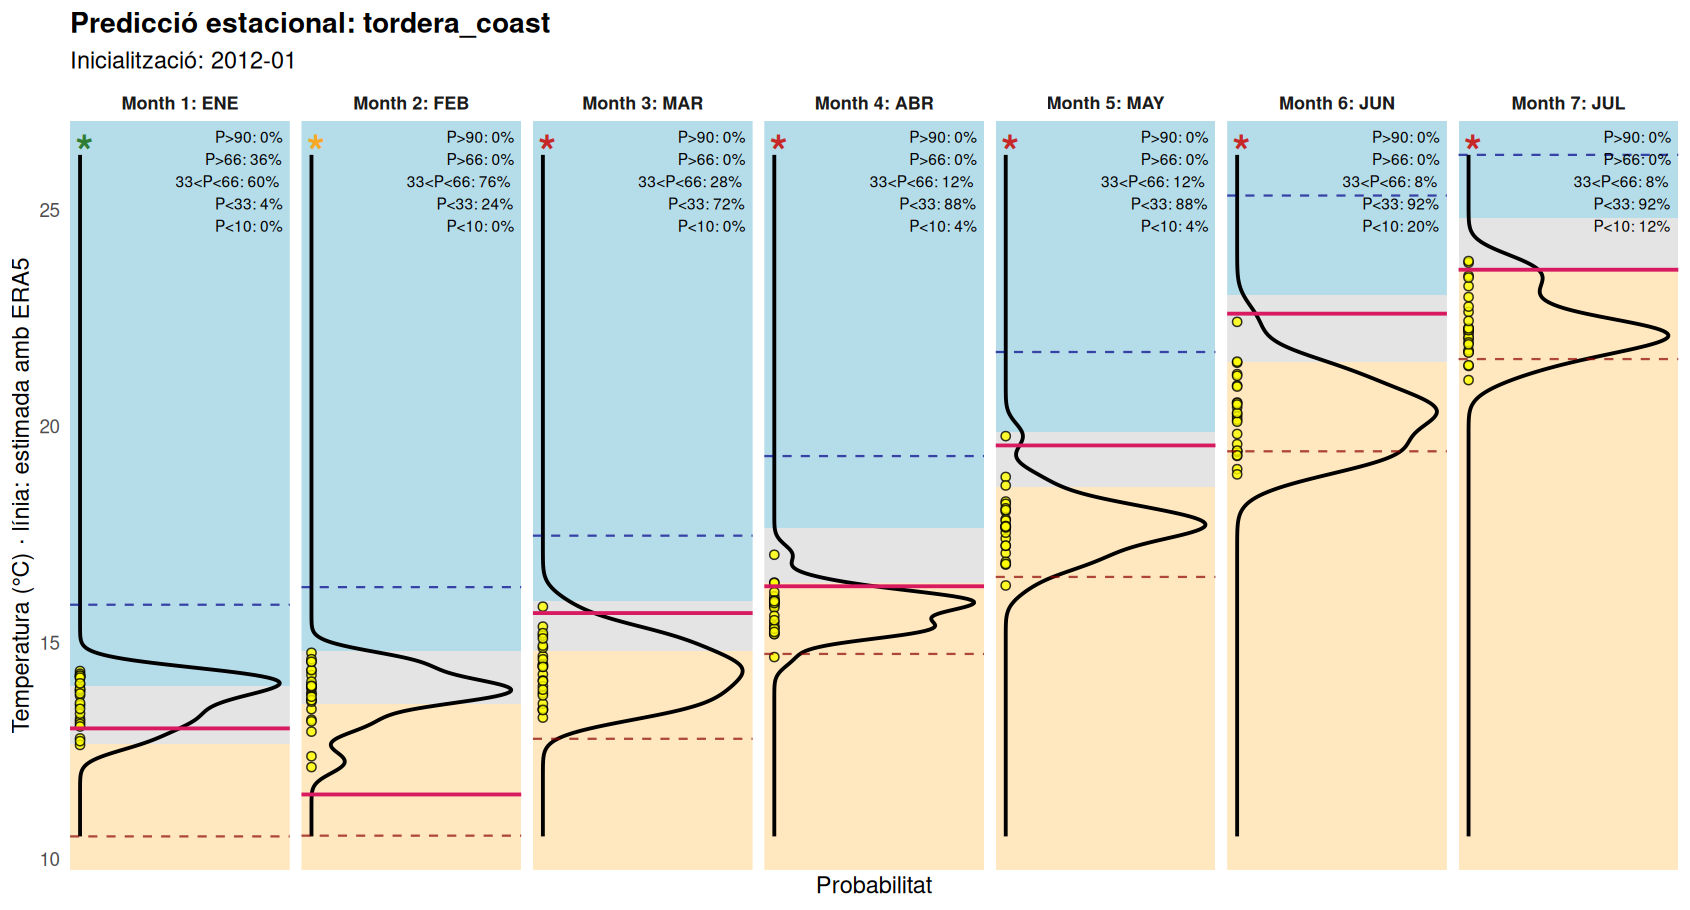 Predicció estacional: tordera_coast
Inicialització: 2012-01
Month 1: ENE
Month 2: FEB
Month 3: MAR
Month 4: ABR
Month 5: MAY
Month 6: JUN
Month 7: JUL
*
P>90: 0%
P>66: 36%
33<P<66: 60%
P<33: 4%
P<10: 0%
*
P>90: 0%
P>66: 0%
33<P<66: 76%
P<33: 24%
P<10: 0%
*
P>90: 0%
P>66: 0%
33<P<66: 28%
P<33: 72%
P<10: 0%
*
P>90: 0%
P>66: 0%
33<P<66: 12%
P<33: 88%
P<10: 4%
*
P>90: 0%
P>66: 0%
33<P<66: 12%
P<33: 88%
P<10: 4%
*
P>90: 0%
P>66: 0%
33<P<66: 8%
P<33: 92%
P<10: 20%
*
P>90: 0%
P>66: 0%
33<P<66: 8%
P<33: 92%
P<10: 12%
25
20
15
10
Temperatura (°C) · línia: estimada amb ERA5
Probabilitat